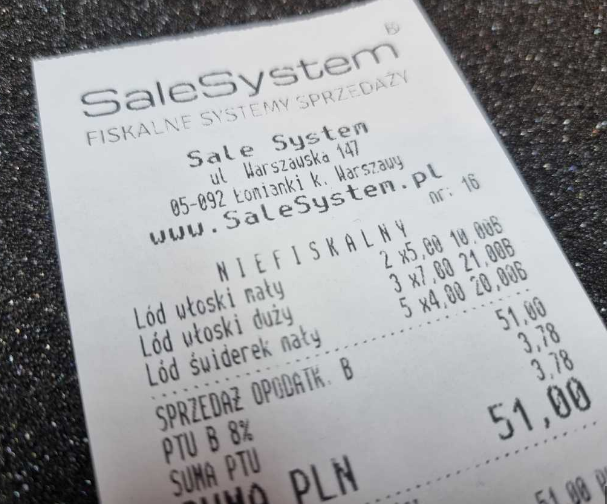 SaleSystem®
FISKALNE SYSTEMY SPRZEDAŻY
Sale System
ul Warszawska 147
05-092 Łomianki k. Warszawy
www.SaleSystem.pl
nr: 16
NIEFISKALNY
Lód włoski mały 2 x5,00 10,00B
Lód włoski duży 3 x7,00 21,00B
Lód świderek mały 5 x4,00 20,00B
SPRZEDAŻ OPODATK. B 51,00
PTU B 8% 3,78
SUMA PTU 3,78
SUMA PLN 51,00
51,00